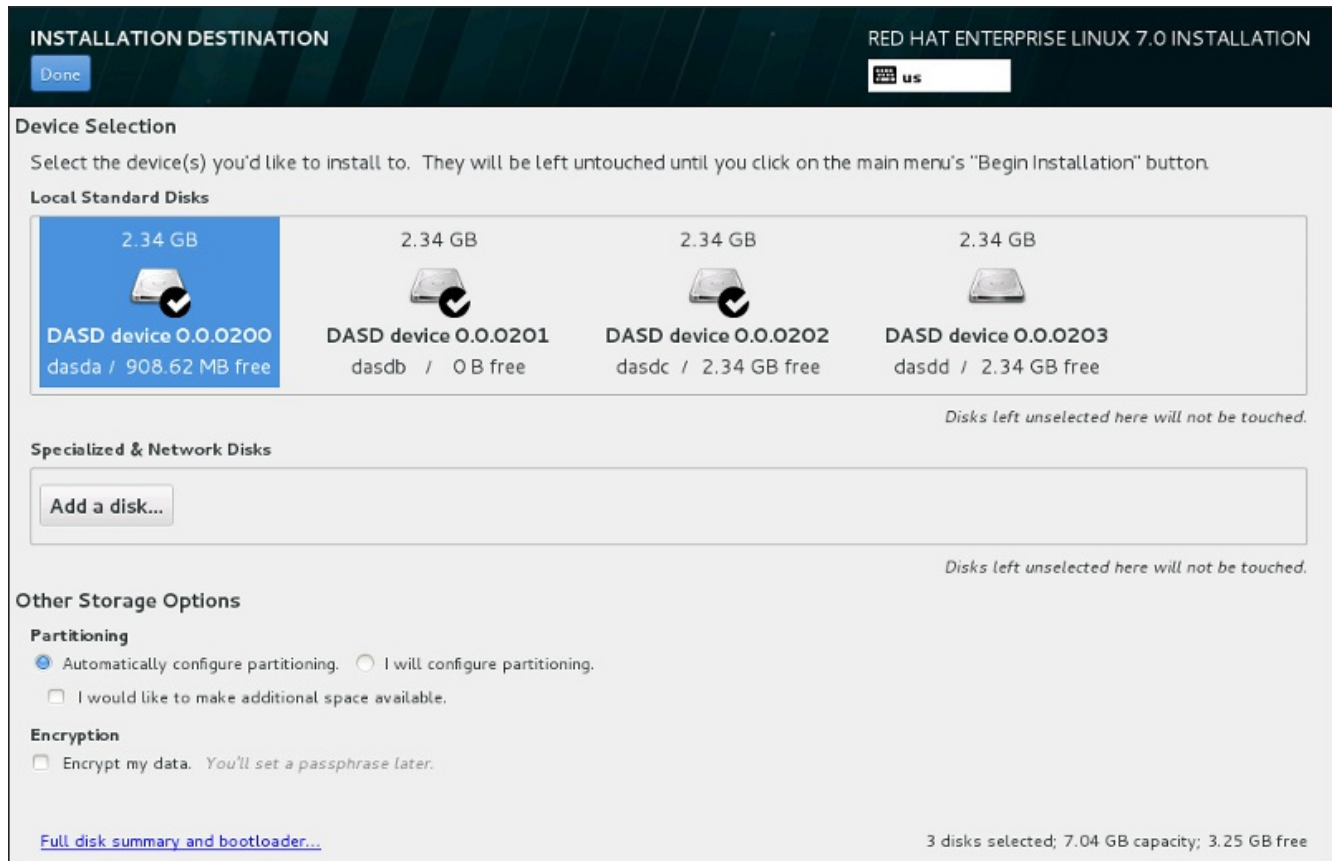 INSTALLATION DESTINATION
RED HAT ENTERPRISE LINUX 7.0 INSTALLATION
Done
us
Device Selection
Select the device(s) you'd like to install to. They will be left untouched until you click on the main menu's "Begin Installation" button.
Local Standard Disks
2.34 GB
DASD device 0.0.0200
dasda / 908.62 MB free
2.34 GB
DASD device 0.0.0201
dasdb / 0 B free
2.34 GB
DASD device 0.0.0202
dasdc / 2.34 GB free
2.34 GB
DASD device 0.0.0203
dasdd / 2.34 GB free
Disks left unselected here will not be touched.
Specialized & Network Disks
Add a disk...
Disks left unselected here will not be touched.
Other Storage Options
Partitioning
Automatically configure partitioning. I will configure partitioning.
I would like to make additional space available.
Encryption
Encrypt my data. You'll set a passphrase later.
Full disk summary and bootloader...
3 disks selected; 7.04 GB capacity; 3.25 GB free